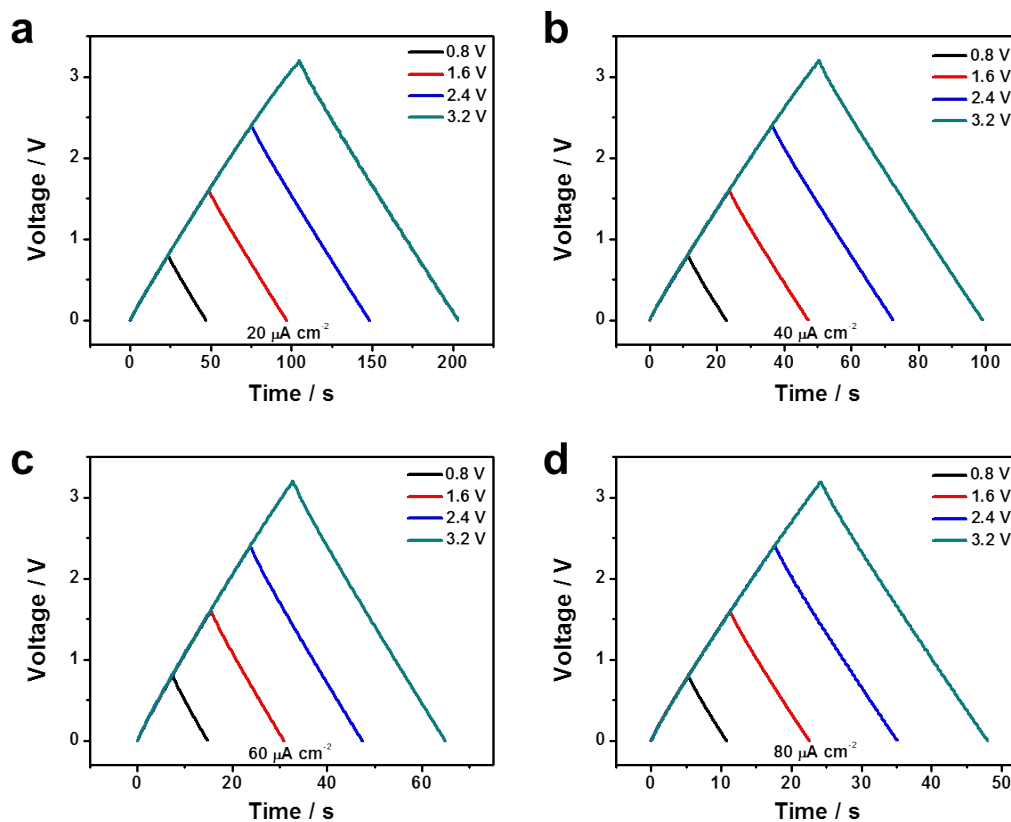 a
0.8 V
1.6 V
2.4 V
3.2 V
3
2
1
0
Voltage / V
20 μA cm⁻²
0 50 100 150 200
Time / s
b
0.8 V
1.6 V
2.4 V
3.2 V
3
2
1
0
Voltage / V
40 μA cm⁻²
0 20 40 60 80 100
Time / s
c
0.8 V
1.6 V
2.4 V
3.2 V
3
2
1
0
Voltage / V
60 μA cm⁻²
0 20 40 60
Time / s
d
0.8 V
1.6 V
2.4 V
3.2 V
3
2
1
0
Voltage / V
80 μA cm⁻²
0 10 20 30 40 50
Time / s